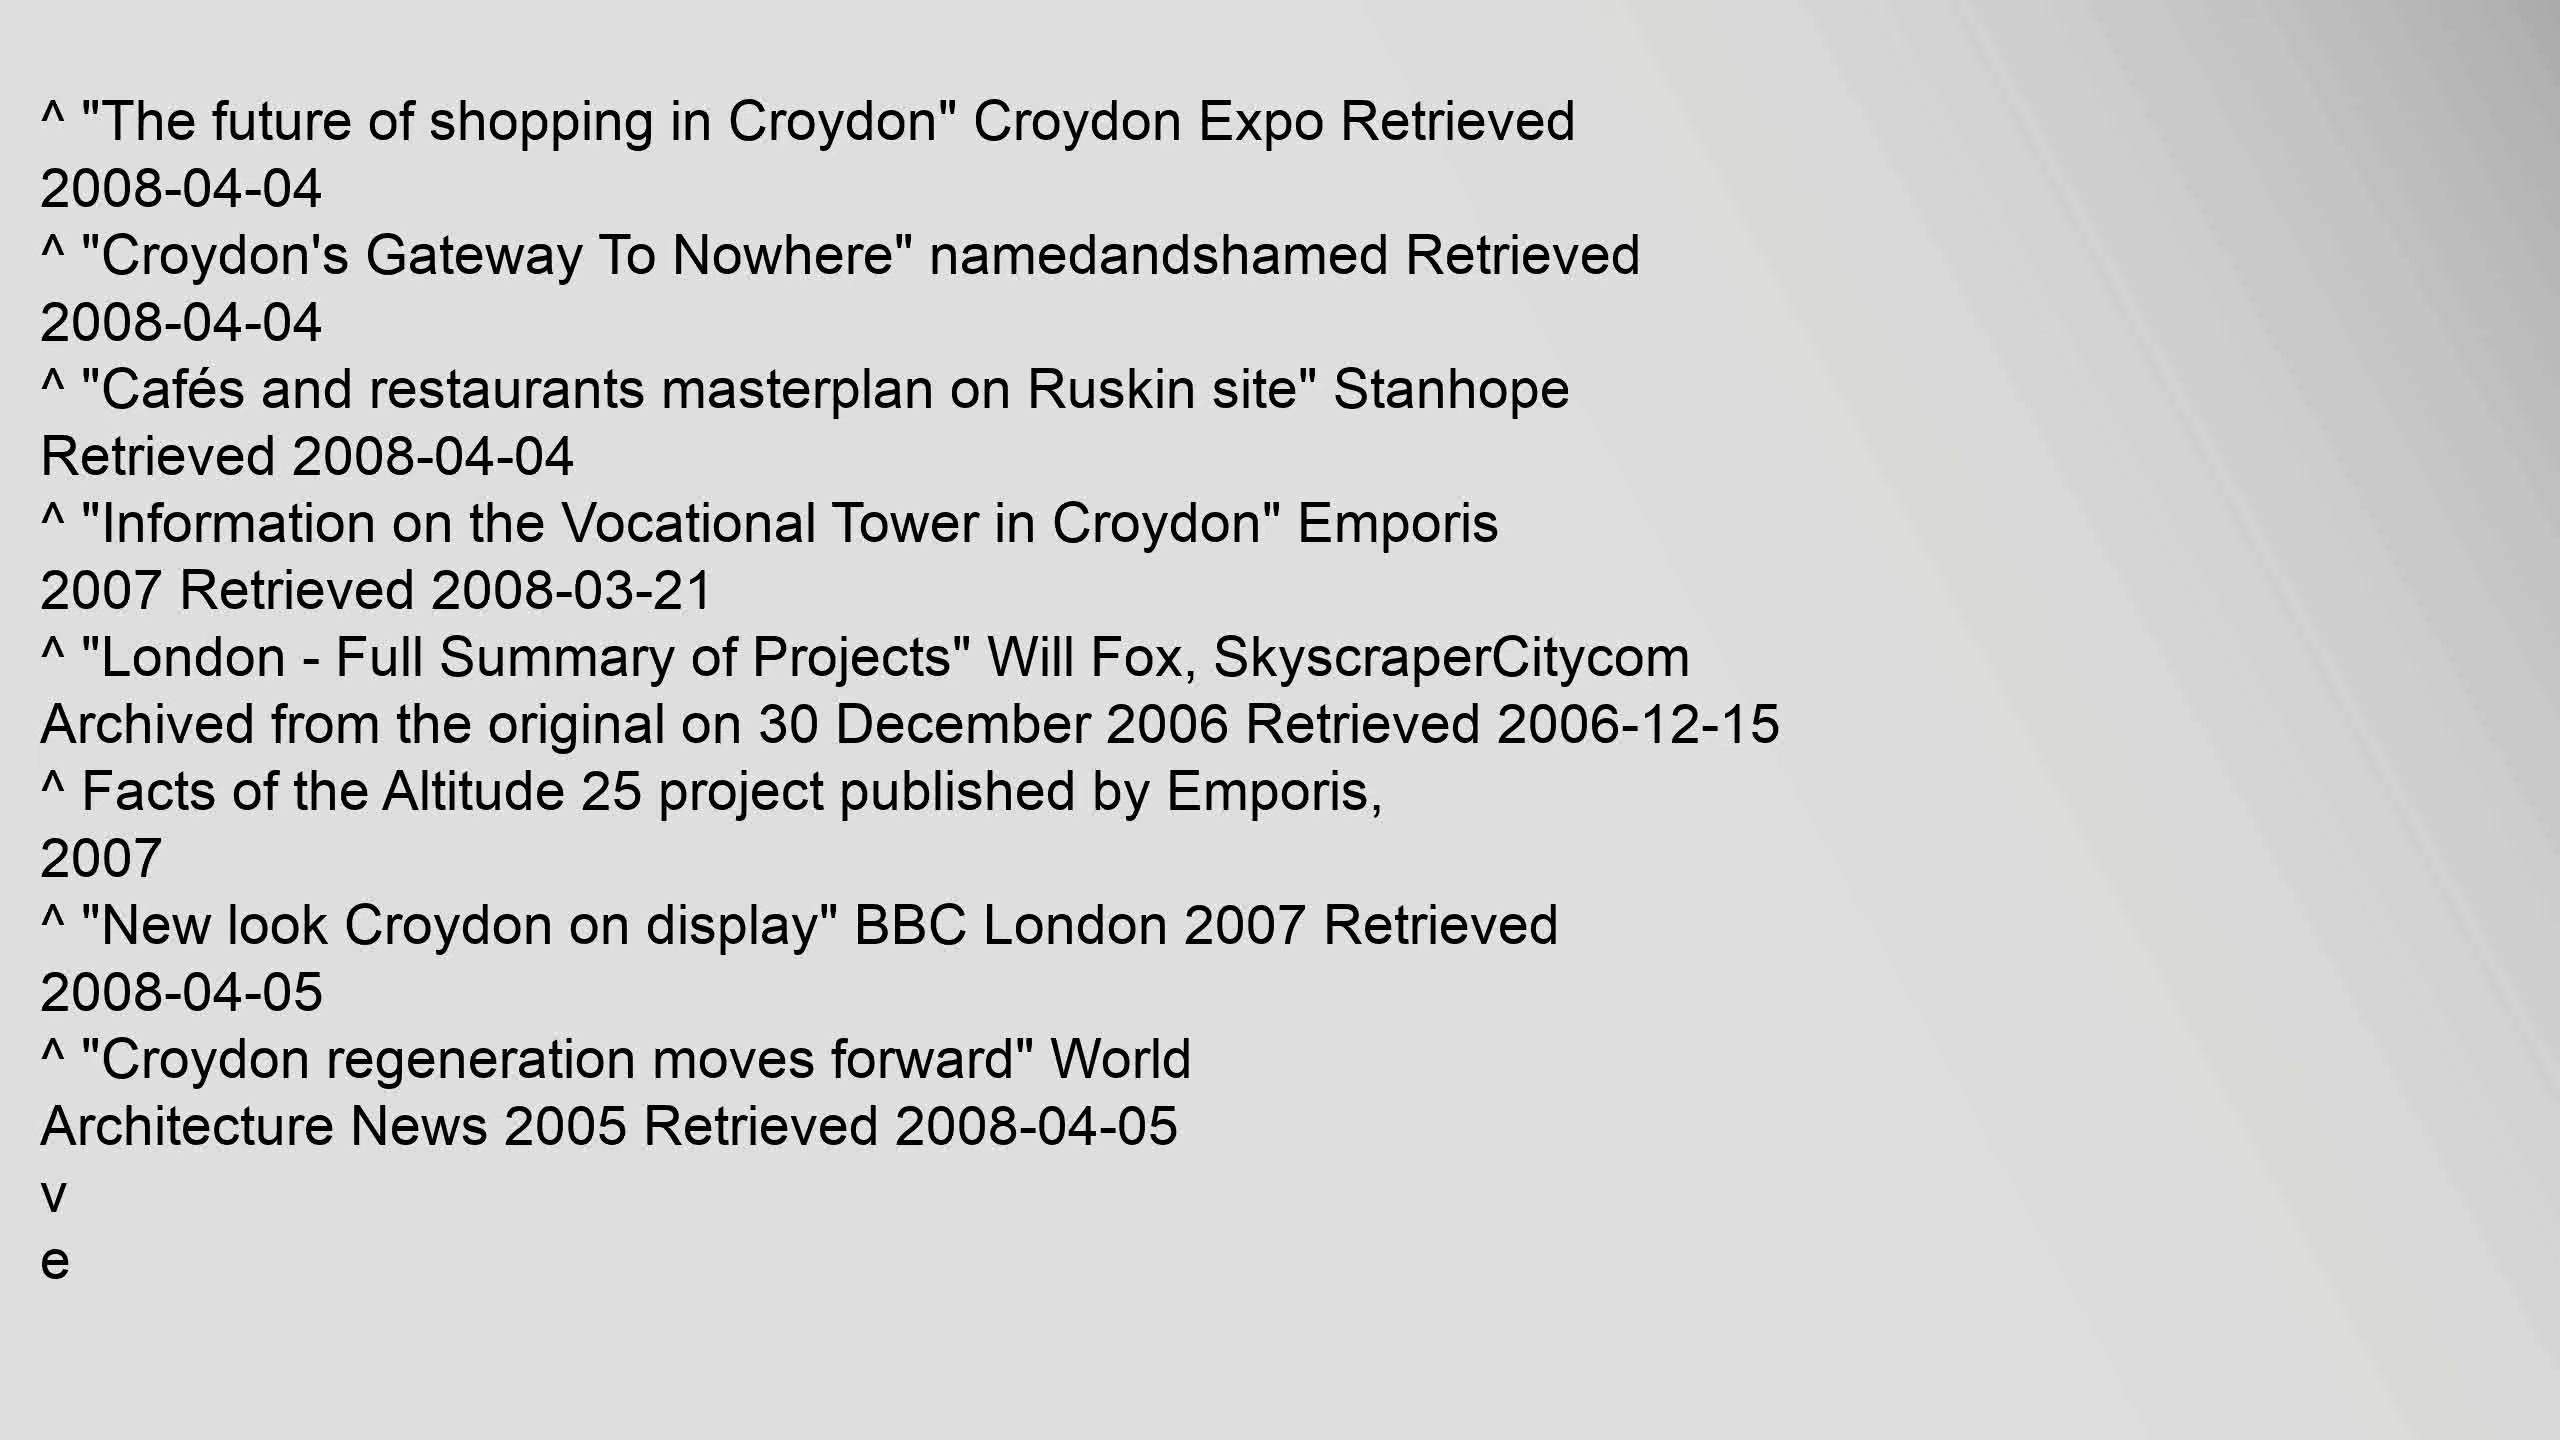 ^ "The future of shopping in Croydon" Croydon Expo Retrieved
2008-04-04
^ "Croydon's Gateway To Nowhere" namedandshamed Retrieved
2008-04-04
^ "Cafés and restaurants masterplan on Ruskin site" Stanhope
Retrieved 2008-04-04
^ "Information on the Vocational Tower in Croydon" Emporis
2007 Retrieved 2008-03-21
^ "London - Full Summary of Projects" Will Fox, SkyscraperCitycom
Archived from the original on 30 December 2006 Retrieved 2006-12-15
^ Facts of the Altitude 25 project published by Emporis,
2007
^ "New look Croydon on display" BBC London 2007 Retrieved
2008-04-05
^ "Croydon regeneration moves forward" World
Architecture News 2005 Retrieved 2008-04-05
v
e